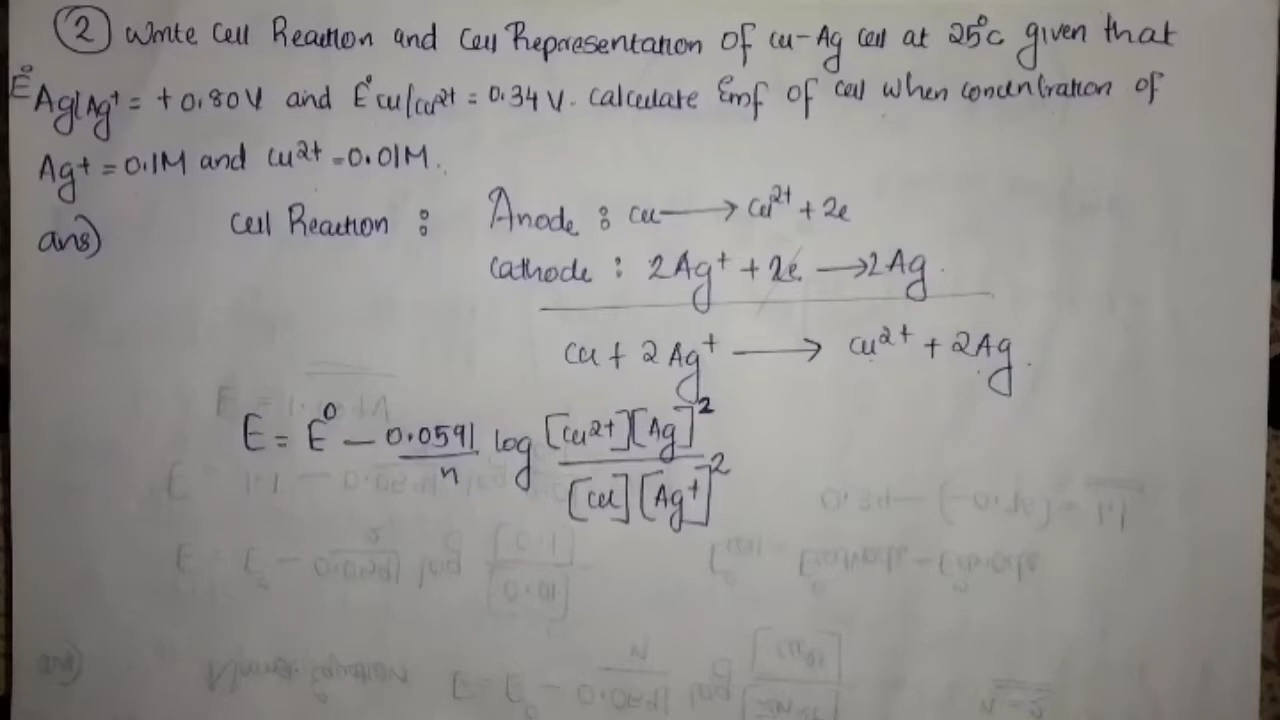 ② Write Cell Reaction and Cell Representation of cu-Ag cell at 25°c given that
E°Ag|Ag+ = +0.80V and E°cu/cu2+ = 0.34 V. calculate Emf of cell when concentration of
Ag+ = 0.1M and cu2+ = 0.01M.
ans) Cell Reaction : Anode : cu ⟶ cu2+ + 2e
Cathode : 2Ag+ + 2e ⟶ 2Ag.
cu + 2Ag+ ⟶ cu2+ + 2Ag.
E = E° – 0.0591/n log [cu2+][Ag]²/[cu][Ag+]²